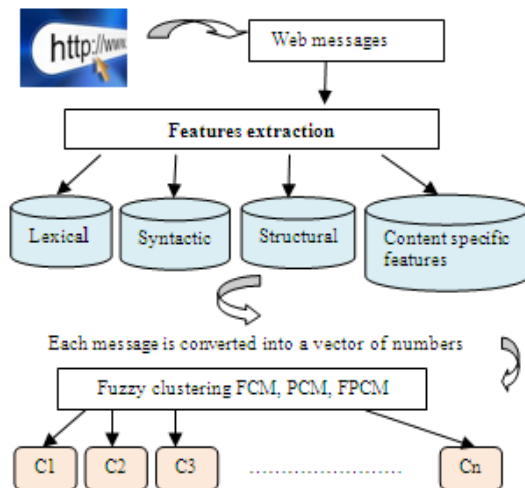 http://www.
Web messages
Features extraction
Lexical
Syntactic
Structural
Content specific
features
Each message is converted into a vector of numbers
Fuzzy clustering FCM, PCM, FPCM
C1
C2
C3
......................................
Cn